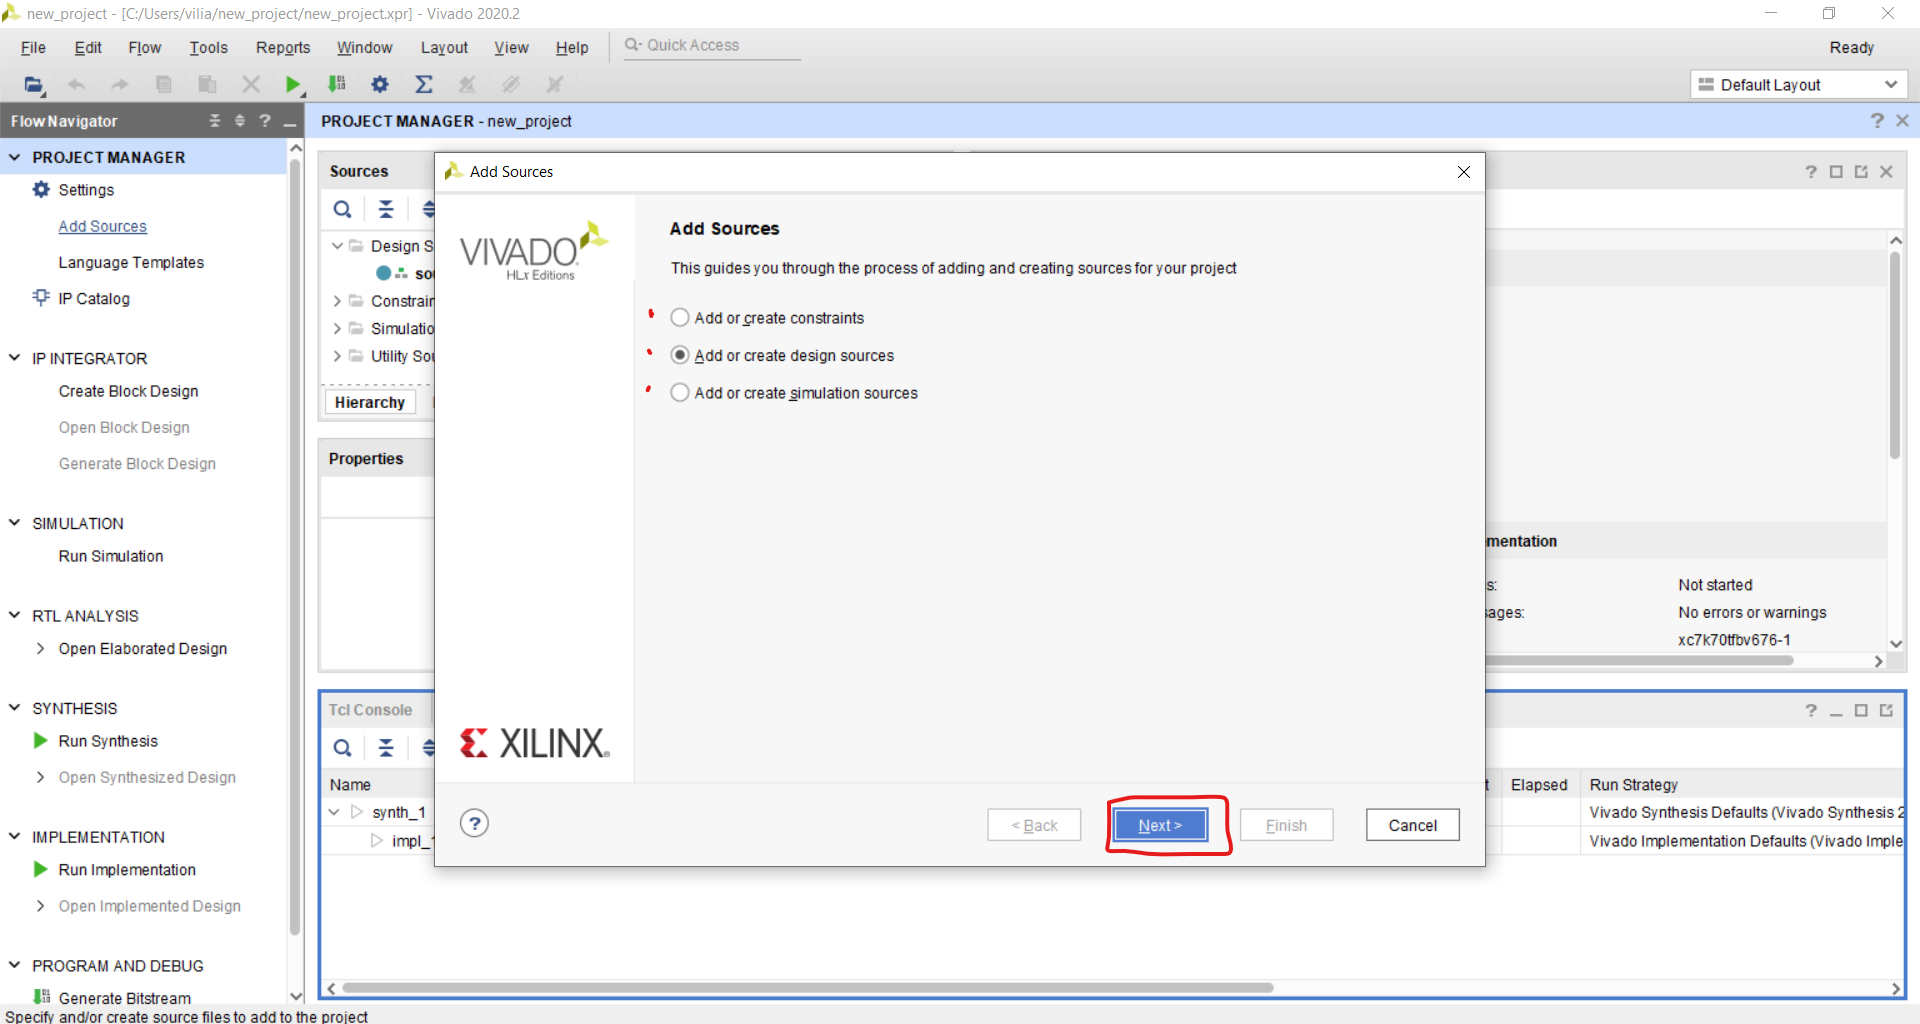 new_project - [C:/Users/vilia/new_project/new_project.xpr] - Vivado 2020.2
File Edit Flow Tools Reports Window Layout View Help Quick Access Ready
Default Layout
Flow Navigator
PROJECT MANAGER - new_project
PROJECT MANAGER
Settings
Add Sources
Language Templates
IP Catalog
IP INTEGRATOR
Create Block Design
Open Block Design
Generate Block Design
SIMULATION
Run Simulation
RTL ANALYSIS
Open Elaborated Design
SYNTHESIS
Run Synthesis
Open Synthesized Design
IMPLEMENTATION
Run Implementation
Open Implemented Design
PROGRAM AND DEBUG
Generate Bitstream
Sources
Design S
sou
Constrain
Simulatio
Utility Sou
Hierarchy
Properties
Add Sources
VIVADO
HLx Editions
Add Sources
This guides you through the process of adding and creating sources for your project
Add or create constraints
Add or create design sources
Add or create simulation sources
XILINX
? < Back Next > Finish Cancel
mentation
s: Not started
sages: No errors or warnings
xc7k70tfbv676-1
Tcl Console
Name t Elapsed Run Strategy
synth_1 Vivado Synthesis Defaults (Vivado Synthesis 2
impl_1 Vivado Implementation Defaults (Vivado Imple
Specify and/or create source files to add to the project